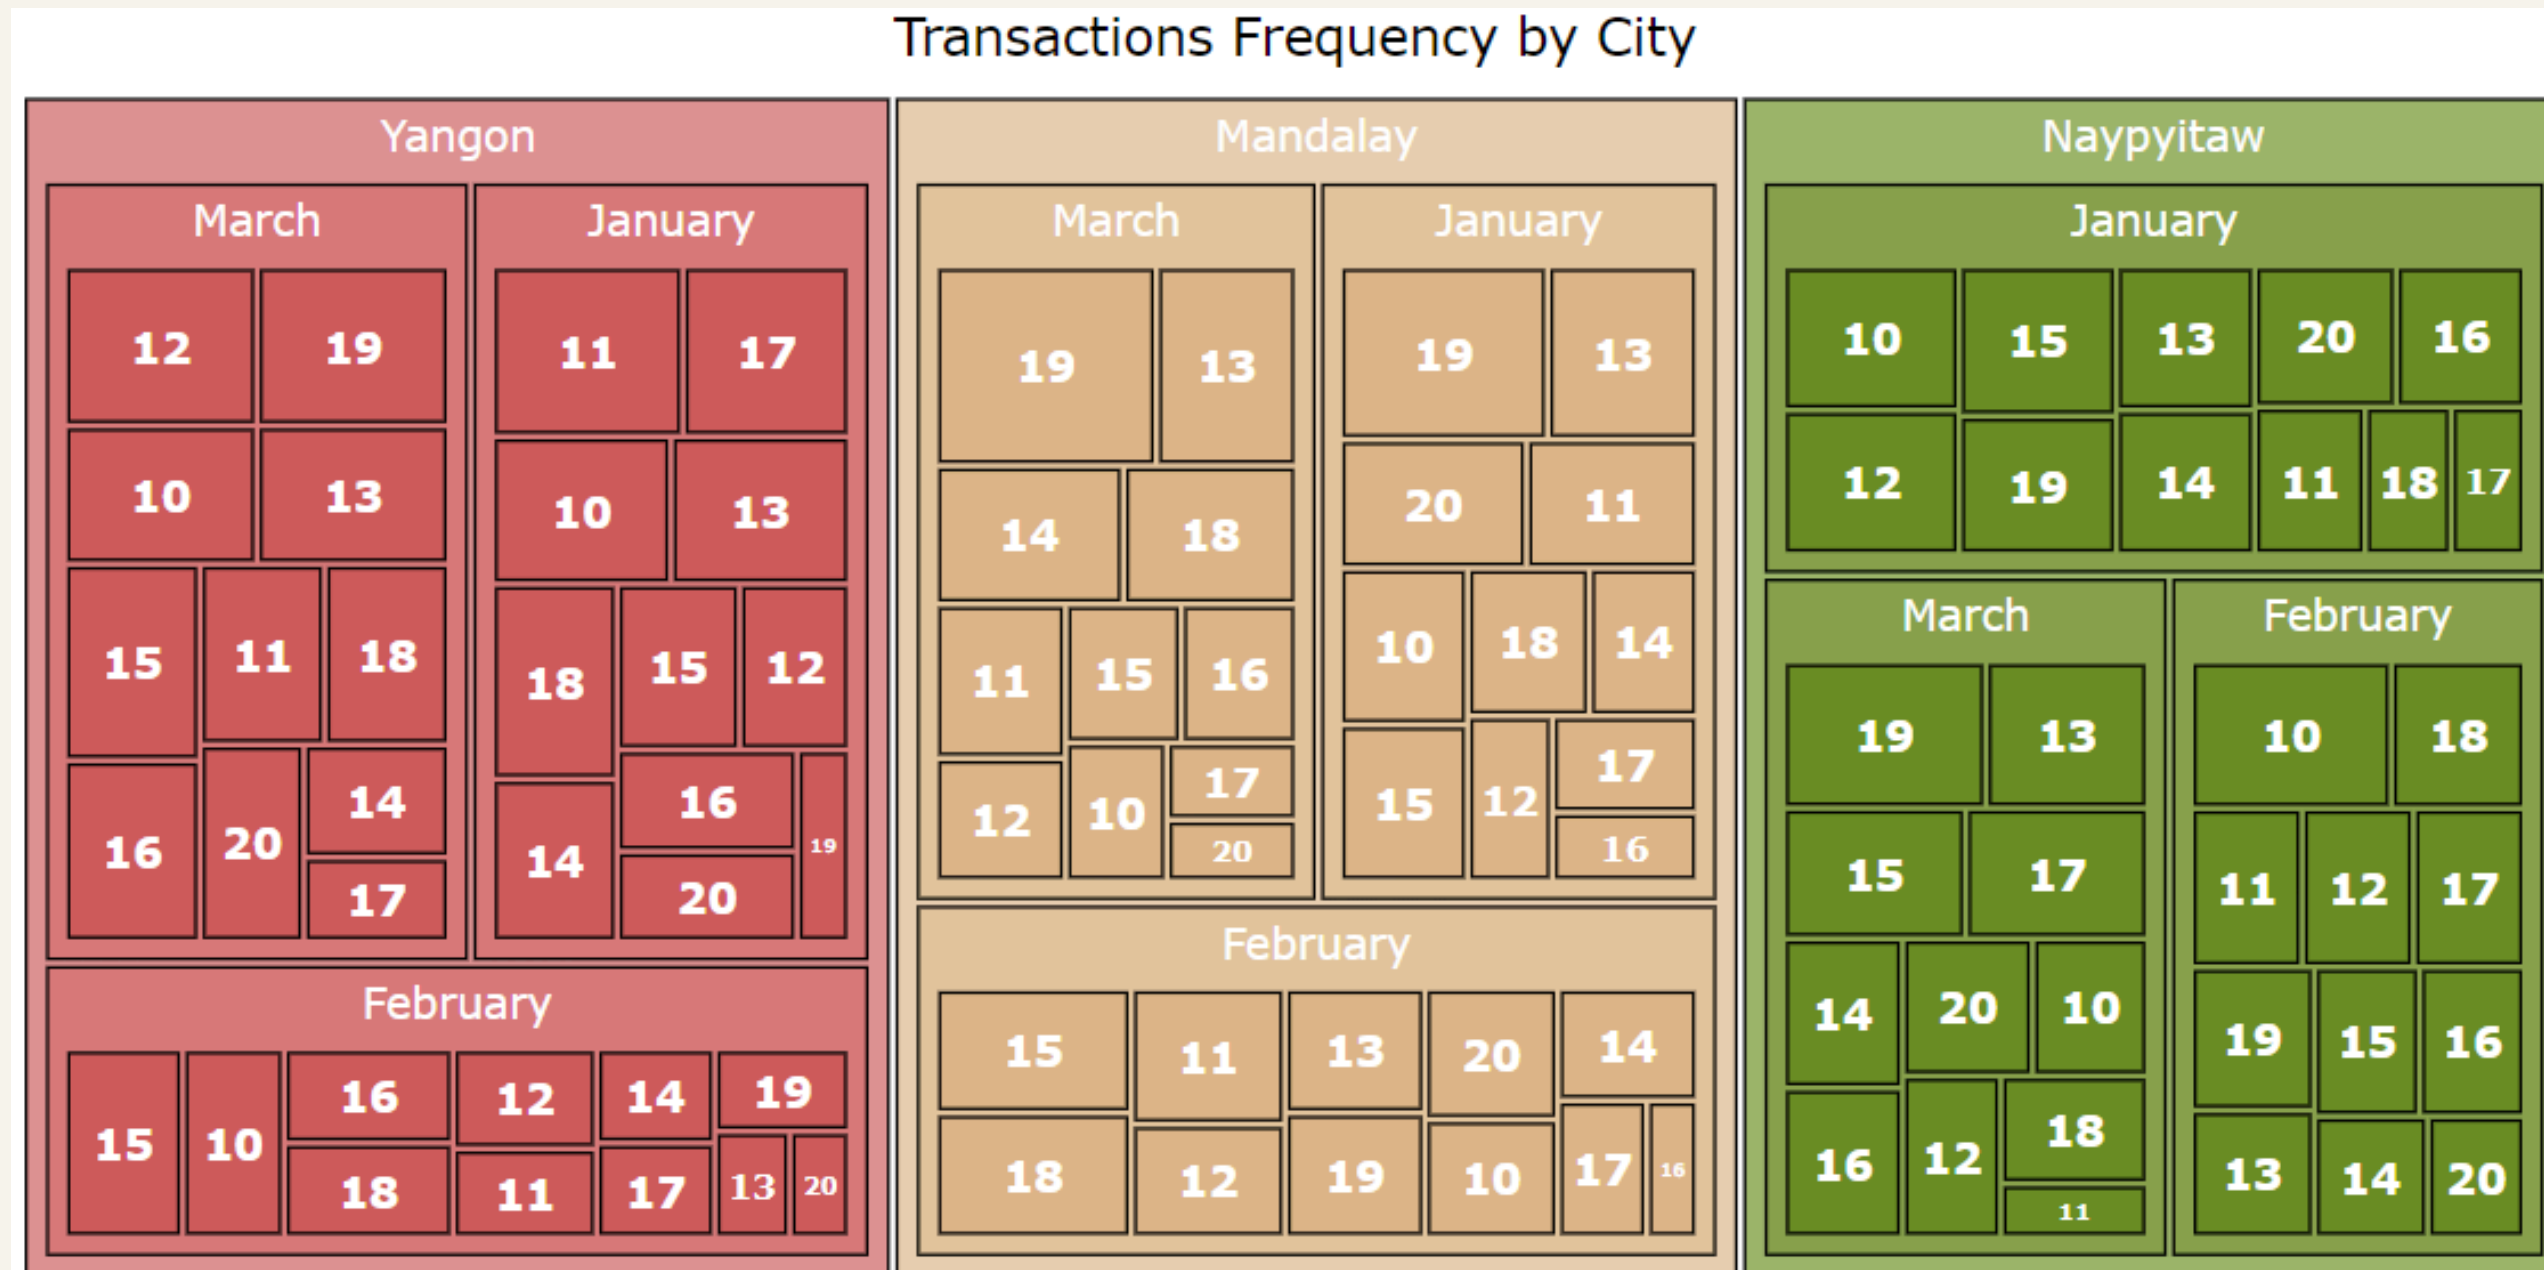 Transactions Frequency by City
Yangon
March
12 19
10 13
15 11 18
16 20 14
17
January
11 17
10 13
18 15 12
14 16 19
20
February
15 10 16 12 14 19
18 11 17 13 20
Mandalay
March
19 13
14 18
11 15 16
12 10 17
20
January
19 13
20 11
10 18 14
15 12 17
16
February
15 11 13 20 14
18 12 19 10 17 16
Naypyitaw
January
10 15 13 20 16
12 19 14 11 18 17
March
19 13
15 17
14 20 10
16 12 18
11
February
10 18
11 12 17
19 15 16
13 14 20